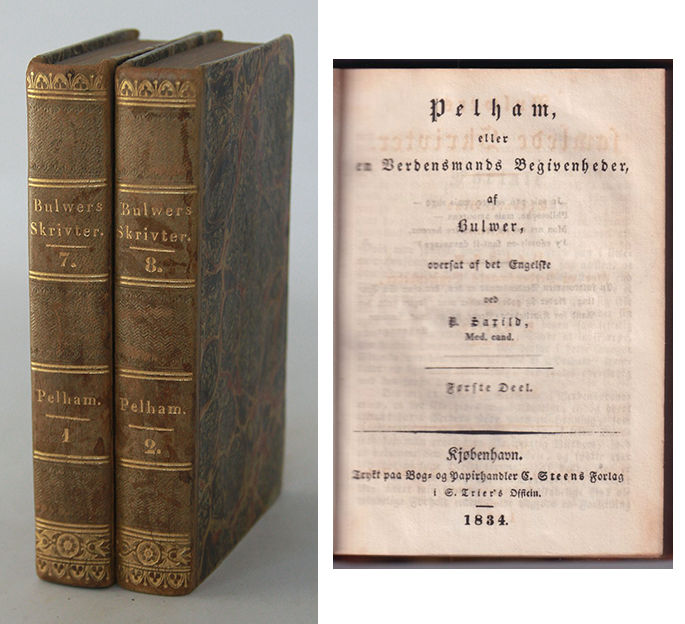 Bulwers
Skrivter.
7.
Pelham.
1
Bulwers
Skrivter.
8.
Pelham.
2.
Pelham,
eller
en Verdensmands Begivenheder,
af
Bulwer,
oversat af det Engelske
ved
P. Saxild,
Med. cand.
Første Deel.
Kjøbenhavn.
Trykt paa Bog- og Papirhandler C. Steens Forlag
i S. Trier's Officin.
1834.